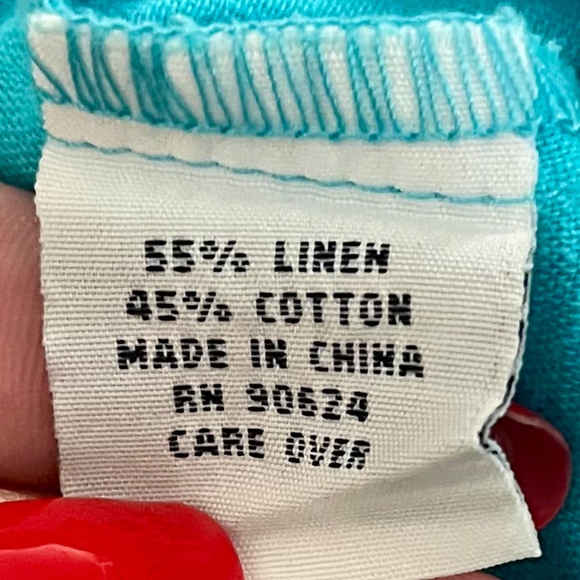 55% LINEN
45% COTTON
MADE IN CHINA
RN 90624
CARE OVER